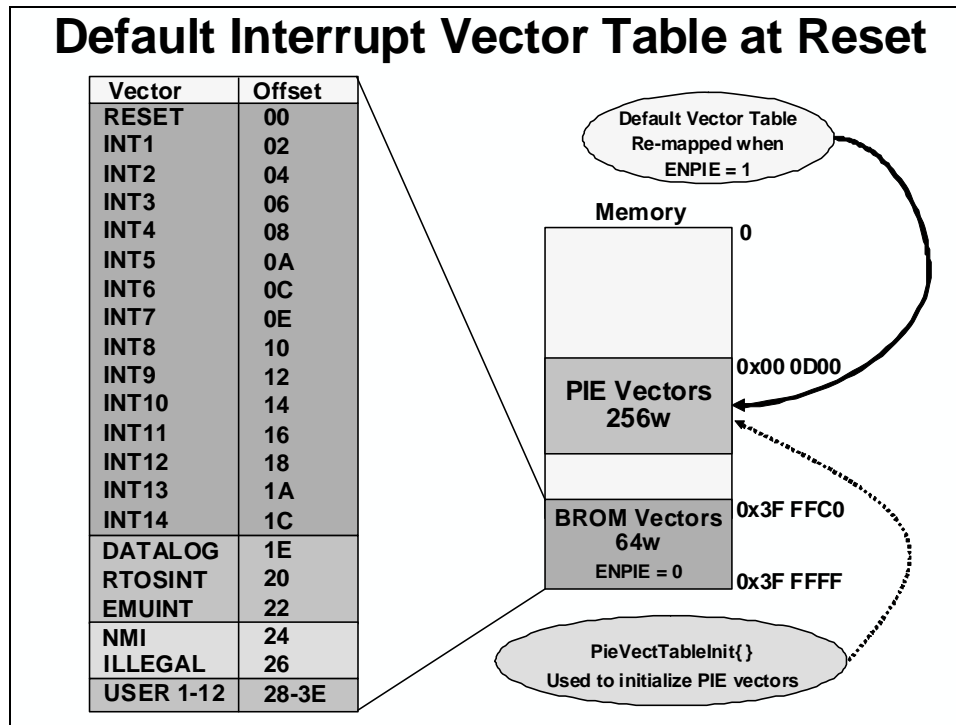 Default Interrupt Vector Table at Reset
Vector Offset
RESET 00
INT1 02
INT2 04
INT3 06
INT4 08
INT5 0A
INT6 0C
INT7 0E
INT8 10
INT9 12
INT10 14
INT11 16
INT12 18
INT13 1A
INT14 1C
DATALOG 1E
RTOSINT 20
EMUINT 22
NMI 24
ILLEGAL 26
USER 1-12 28-3E
Default Vector Table
Re-mapped when
ENPIE = 1
Memory
0
0x00 0D00
PIE Vectors
256w
0x3F FFC0
BROM Vectors
64w
ENPIE = 0
0x3F FFFF
PieVectTableInit{ }
Used to initialize PIE vectors